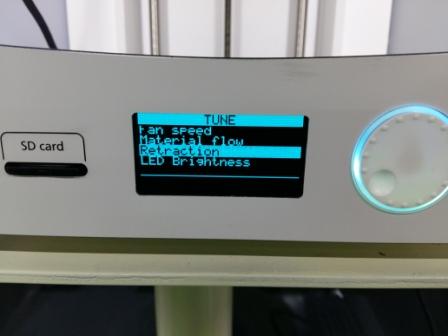 TUNE
Fan speed
Material flow
Retraction
LED Brightness
SD card